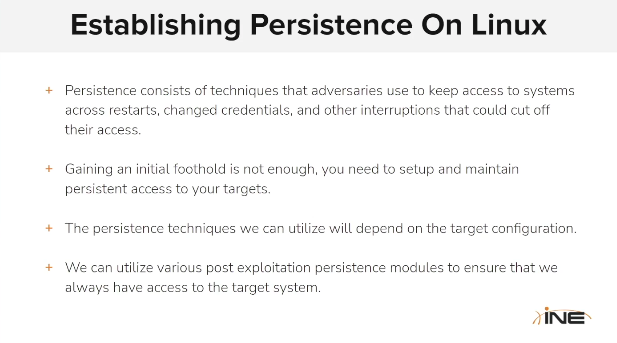 Establishing Persistence On Linux
+ Persistence consists of techniques that adversaries use to keep access to systems
across restarts, changed credentials, and other interruptions that could cut off
their access.
+ Gaining an initial foothold is not enough, you need to setup and maintain
persistent access to your targets.
+ The persistence techniques we can utilize will depend on the target configuration.
+ We can utilize various post exploitation persistence modules to ensure that we
always have access to the target system.
iNE